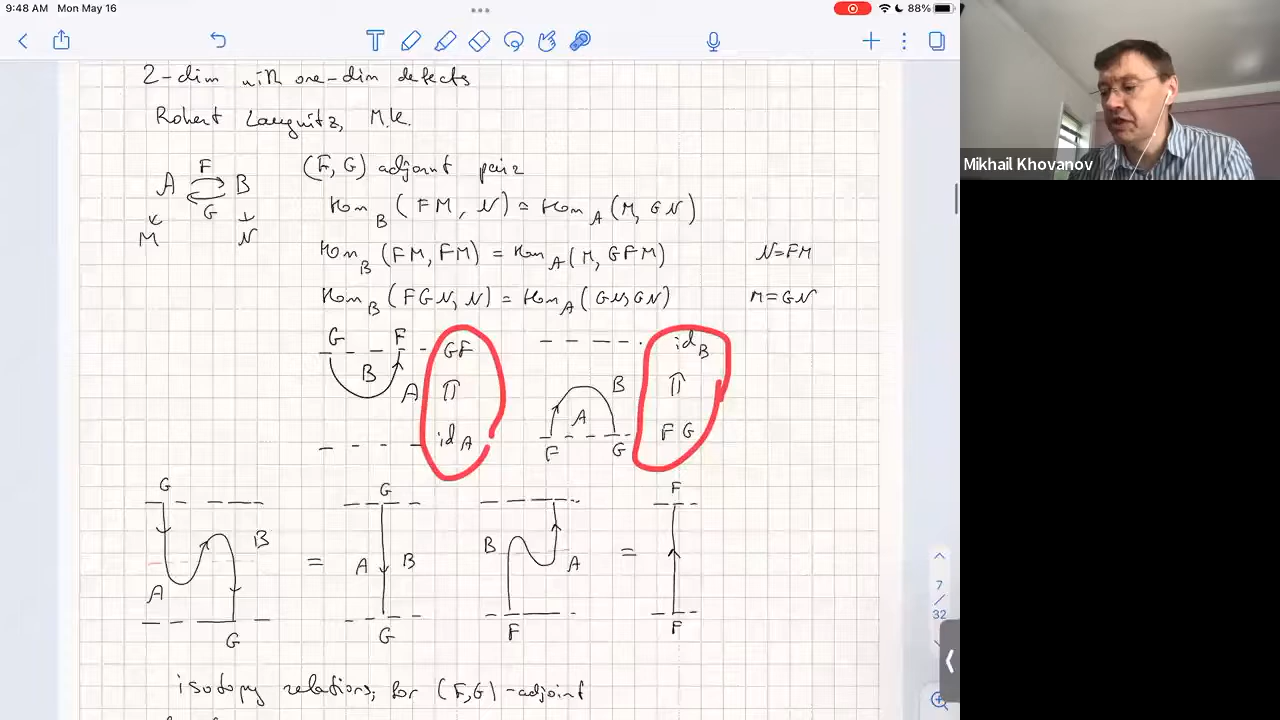 9:48 AM Mon May 16
88%
2-dim with one-dim defects
Robert M.K.
A F B
G
M N
(F, G) adjoint pair
Hom_B (FM, N) = Hom_A (M, GN)
Hom_B (FM, FM) = Hom_A (M, GFM) N=FM
Hom_B (FGN, N) = Hom_A (GN, GN) M=GN
G F GF id_B
B A ⇑ B ⇑
A
id_A F G F G
G G F
A B = A B B A =
G G F F
isotopy relations, for (F,G)-adjoint
7
/
32
Mikhail Khovanov